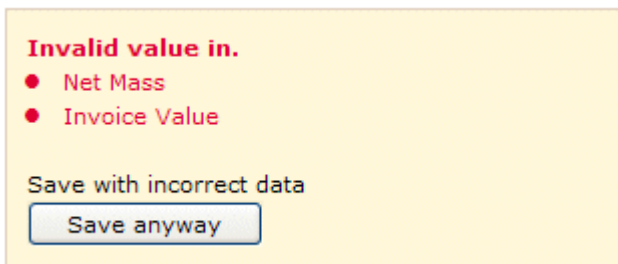 Invalid value in.
Net Mass
Invoice Value
Save with incorrect data
Save anyway